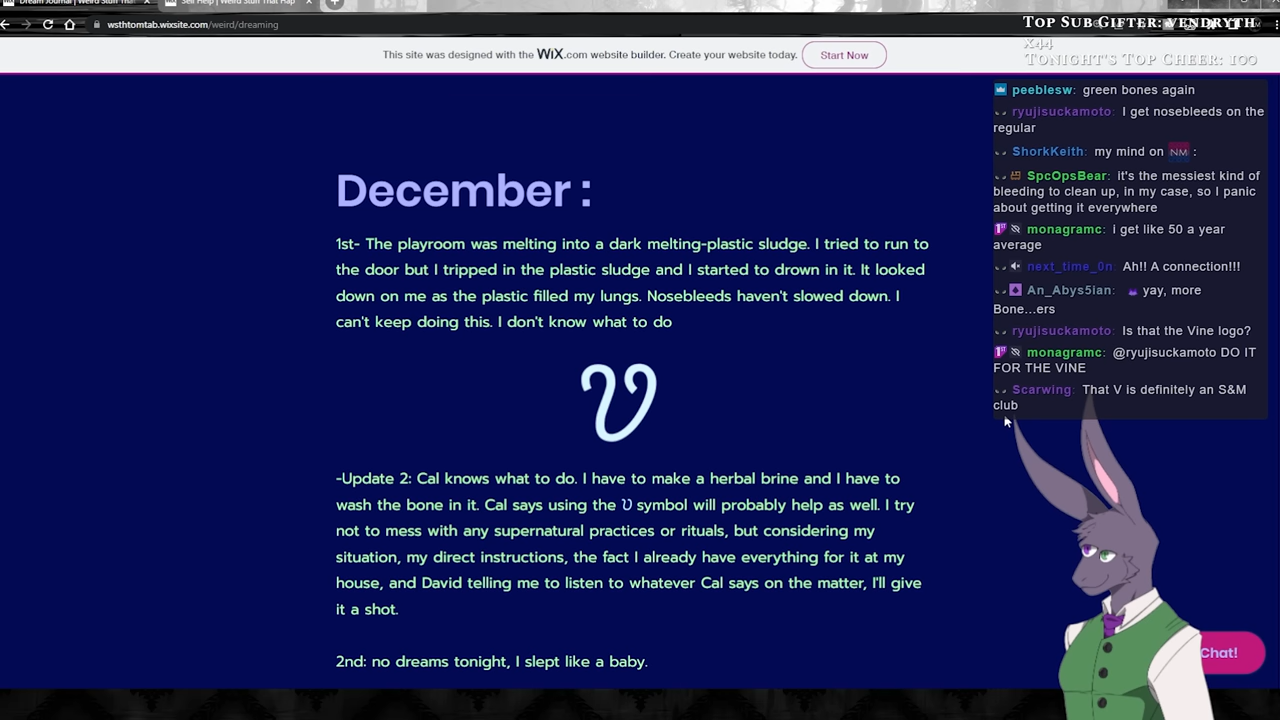 Dream Journal | Weird Stuff Tha
Self Help | Weird Stuff That Hap
wsthtomtab.wixsite.com/weird/dreaming
Top Sub Gifter: vendryth
x44
Tonight's Top Cheer: 100
This site was designed with the WiX.com website builder. Create your website today.
Start Now
December :
1st- The playroom was melting into a dark melting-plastic sludge. I tried to run to
the door but I tripped in the plastic sludge and I started to drown in it. It looked
down on me as the plastic filled my lungs. Nosebleeds haven't slowed down. I
can't keep doing this. I don't know what to do
V
-Update 2: Cal knows what to do. I have to make a herbal brine and I have to
wash the bone in it. Cal says using the V symbol will probably help as well. I try
not to mess with any supernatural practices or rituals, but considering my
situation, my direct instructions, the fact I already have everything for it at my
house, and David telling me to listen to whatever Cal says on the matter, I'll give
it a shot.
2nd: no dreams tonight, I slept like a baby.
peeblesw: green bones again
ryujisuckamoto: I get nosebleeds on the
regular
ShorkKeith: my mind on NM :
SpcOpsBear: it's the messiest kind of
bleeding to clean up, in my case, so I panic
about getting it everywhere
monagramc: i get like 50 a year
average
next_time_0n: Ah!! A connection!!!
An_Abys5ian: yay, more
Bone...ers
ryujisuckamoto: Is that the Vine logo?
monagramc: @ryujisuckamoto DO IT
FOR THE VINE
Scarwing: That V is definitely an S&M
club
Chat!